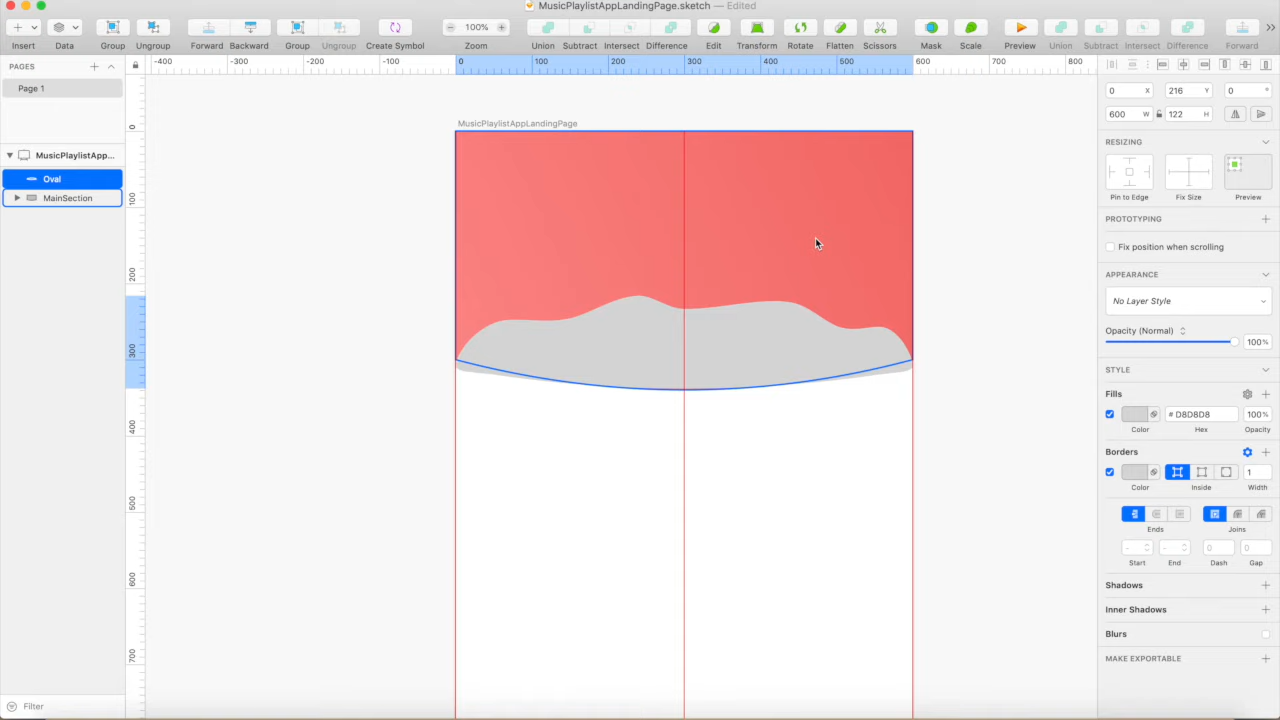 MusicPlaylistAppLandingPage.sketch — Edited
Insert Data Group Ungroup Forward Backward Group Ungroup Create Symbol 100% Zoom Union Subtract Intersect Difference Edit Transform Rotate Flatten Scissors Mask Scale Preview Union Subtract Intersect Difference Forward
PAGES
-400 -300 -200 -100 0 100 200 300 400 500 600 700 800
Page 1
0 X 216 Y 0 °
600 W 122 H
MusicPlaylistAppLandingPage
0
100
200
300
400
500
600
700
MusicPlaylistApp...
Oval
MainSection
RESIZING
Pin to Edge Fix Size Preview
PROTOTYPING
Fix position when scrolling
APPEARANCE
No Layer Style
Opacity (Normal)
100%
STYLE
Fills
# D8D8D8 100%
Color Hex Opacity
Borders
1
Color Inside Width
Ends Joins
- - 0 0
Start End Dash Gap
Shadows
Inner Shadows
Blurs
MAKE EXPORTABLE
Filter